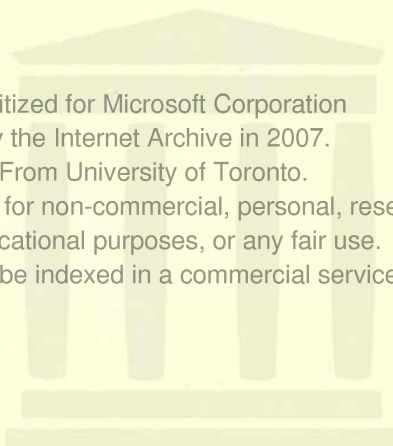 itized for Microsoft Corporation
y the Internet Archive in 2007.
From University of Toronto.
for non-commercial, personal, rese
cational purposes, or any fair use.
be indexed in a commercial service